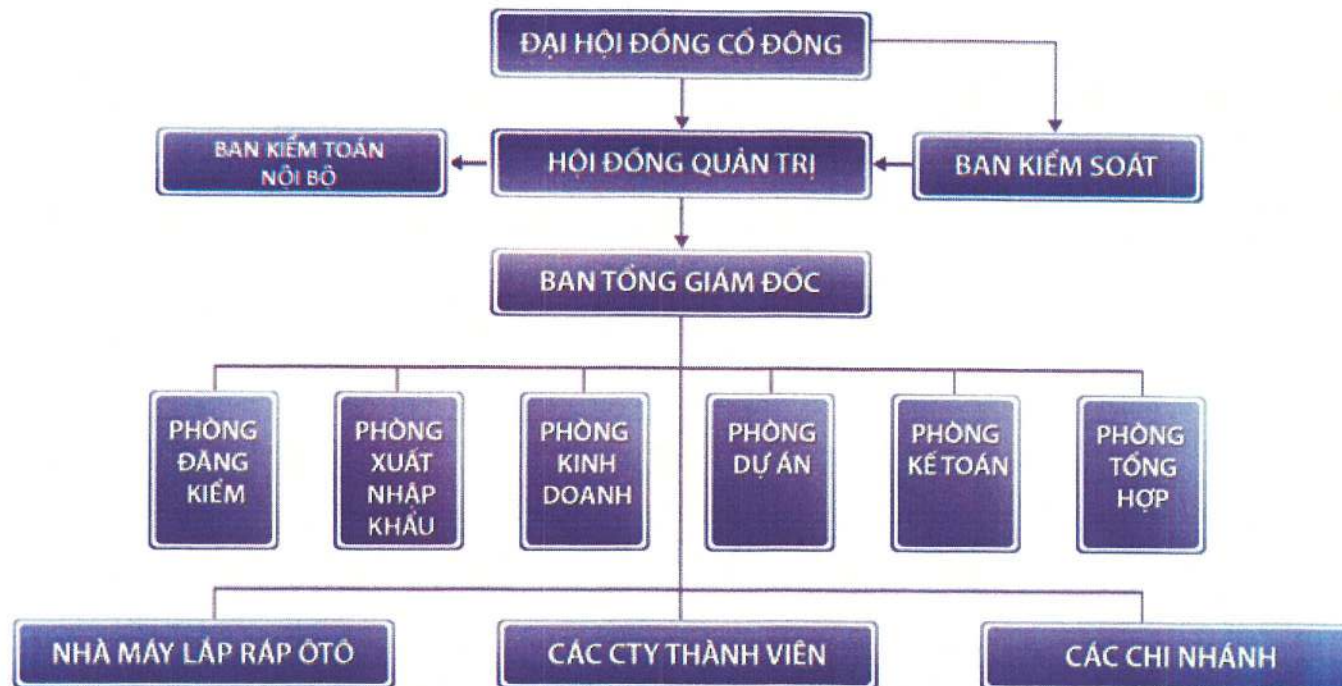 ĐẠI HỘI ĐỒNG CỔ ĐÔNG
BAN KIỂM TOÁN
NỘI BỘ
HỘI ĐỒNG QUẢN TRỊ
BAN KIỂM SOÁT
BAN TỔNG GIÁM ĐỐC
PHÒNG
ĐĂNG
KIỂM
PHÒNG
XUẤT
NHẬP
KHẨU
PHÒNG
KINH
DOANH
PHÒNG
DỰ ÁN
PHÒNG
KẾ TOÁN
PHÒNG
TỔNG
HỢP
NHÀ MÁY LẮP RÁP ÔTÔ
CÁC CTY THÀNH VIÊN
CÁC CHI NHÁNH